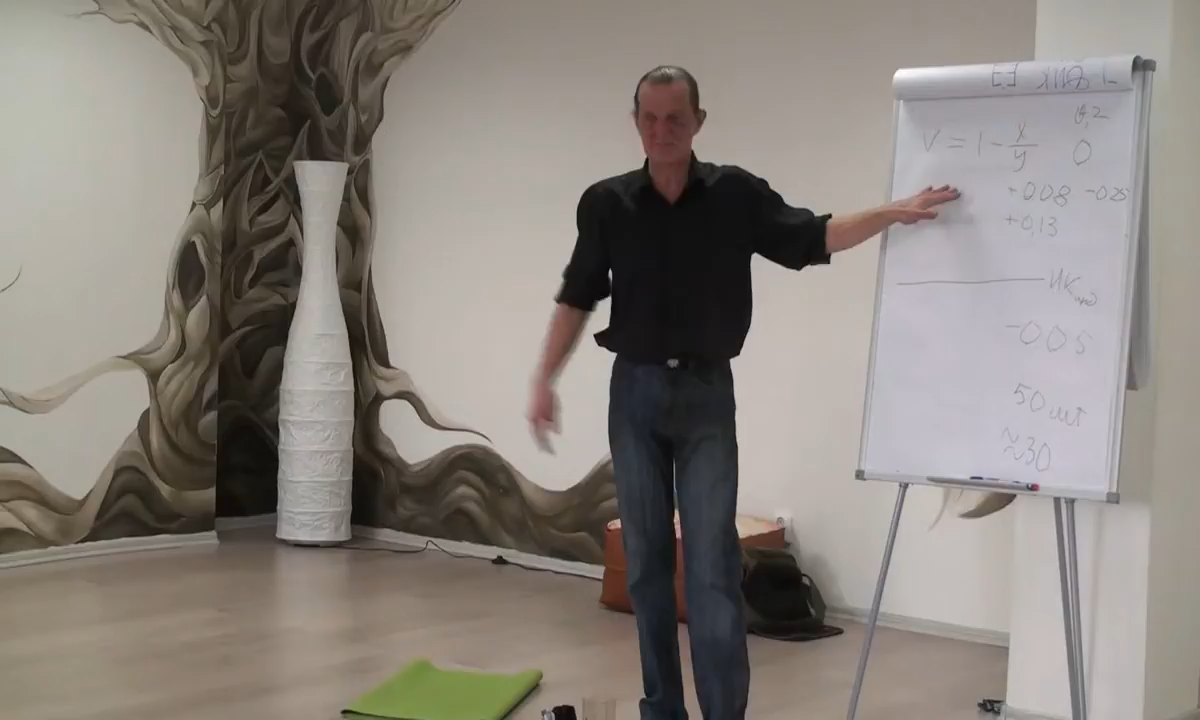 0,2
V = 1 - x/y 0
+0,08 -0,25
+0,13
ИК
-0,05
50 шт
≈30